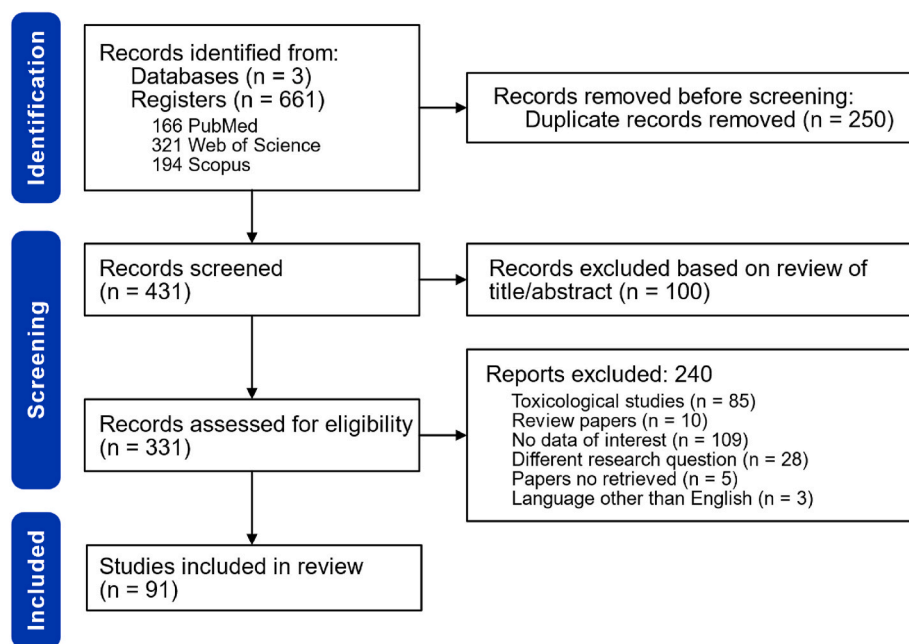 Identification
Records identified from:
Databases (n = 3)
Registers (n = 661)
166 PubMed
321 Web of Science
194 Scopus
Records removed before screening:
Duplicate records removed (n = 250)
Screening
Records screened
(n = 431)
Records excluded based on review of
title/abstract (n = 100)
Records assessed for eligibility
(n = 331)
Reports excluded: 240
Toxicological studies (n = 85)
Review papers (n = 10)
No data of interest (n = 109)
Different research question (n = 28)
Papers no retrieved (n = 5)
Language other than English (n = 3)
Included
Studies included in review
(n = 91)